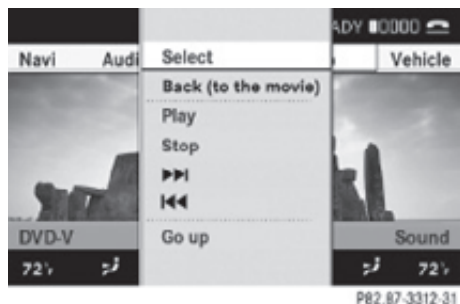 ADY 0000
Navi Audi Select Vehicle
Back (to the movie)
Play
Stop
Go up
DVD-V Sound
72°F 72°F
P82.87-3312-31